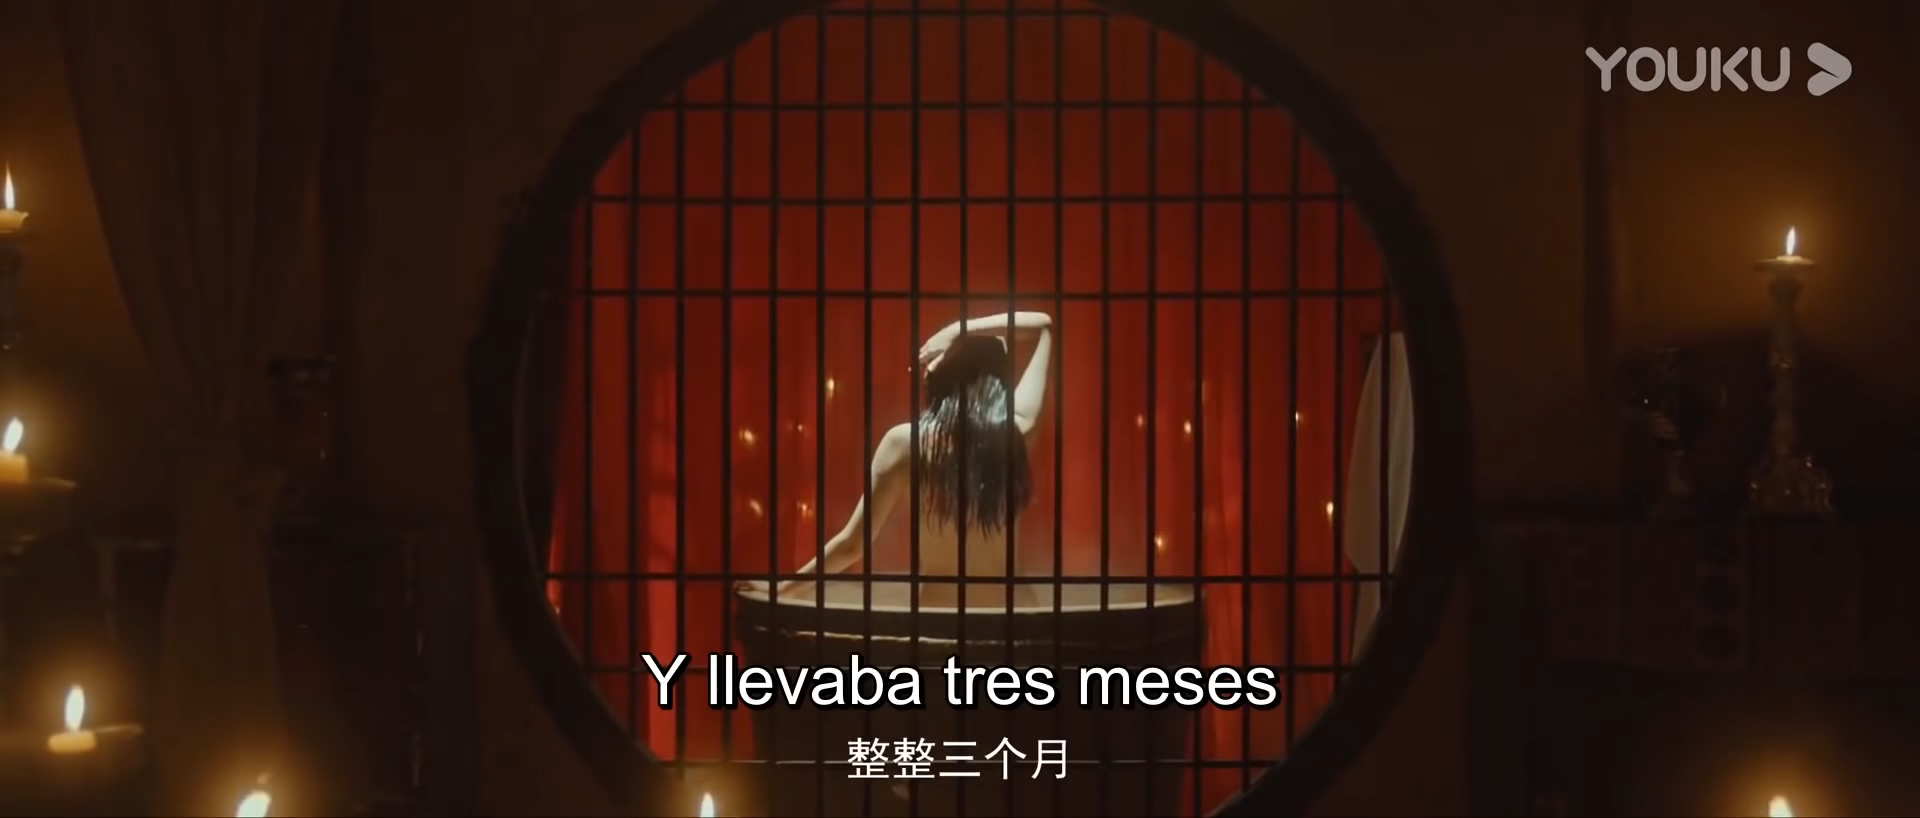 YOUKU
Y llevaba tres meses
整整三个月